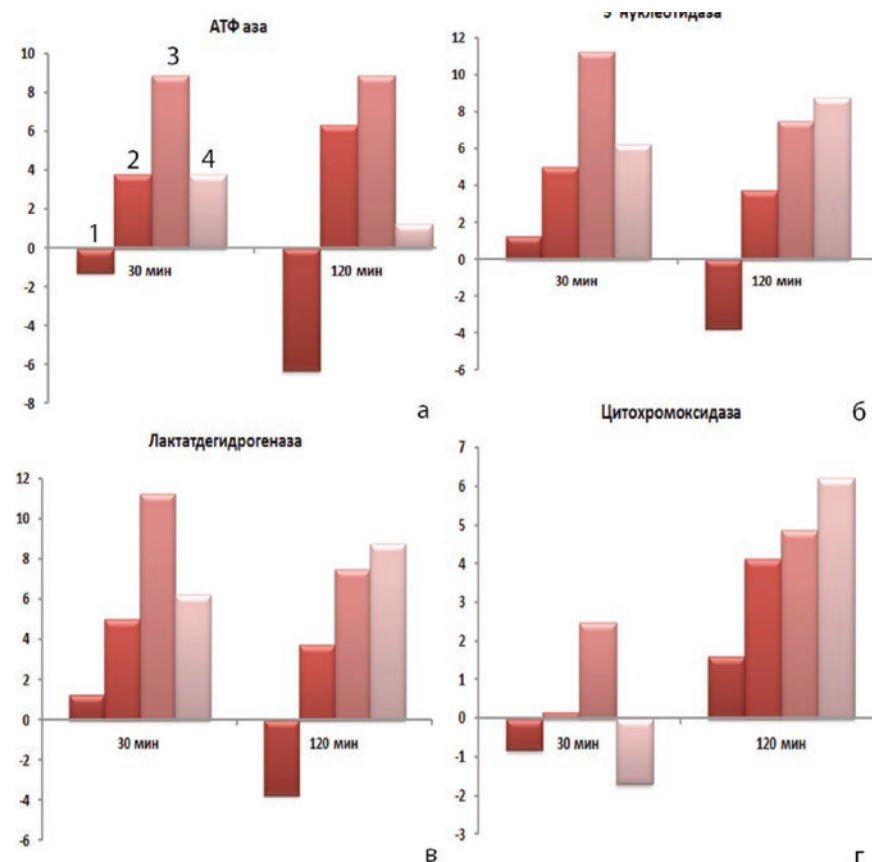 АТФ аза
10
8
6
4
2
0
-2
-4
-6
-8
1
2
3
4
30 мин
120 мин
а
5' нуклеотидаза
12
10
8
6
4
2
0
-2
-4
-6
30 мин
120 мин
б
Лактатдегидрогеназа
12
10
8
6
4
2
0
-2
-4
-6
30 мин
120 мин
в
Цитохромоксидаза
7
6
5
4
3
2
1
0
-1
-2
-3
30 мин
120 мин
г